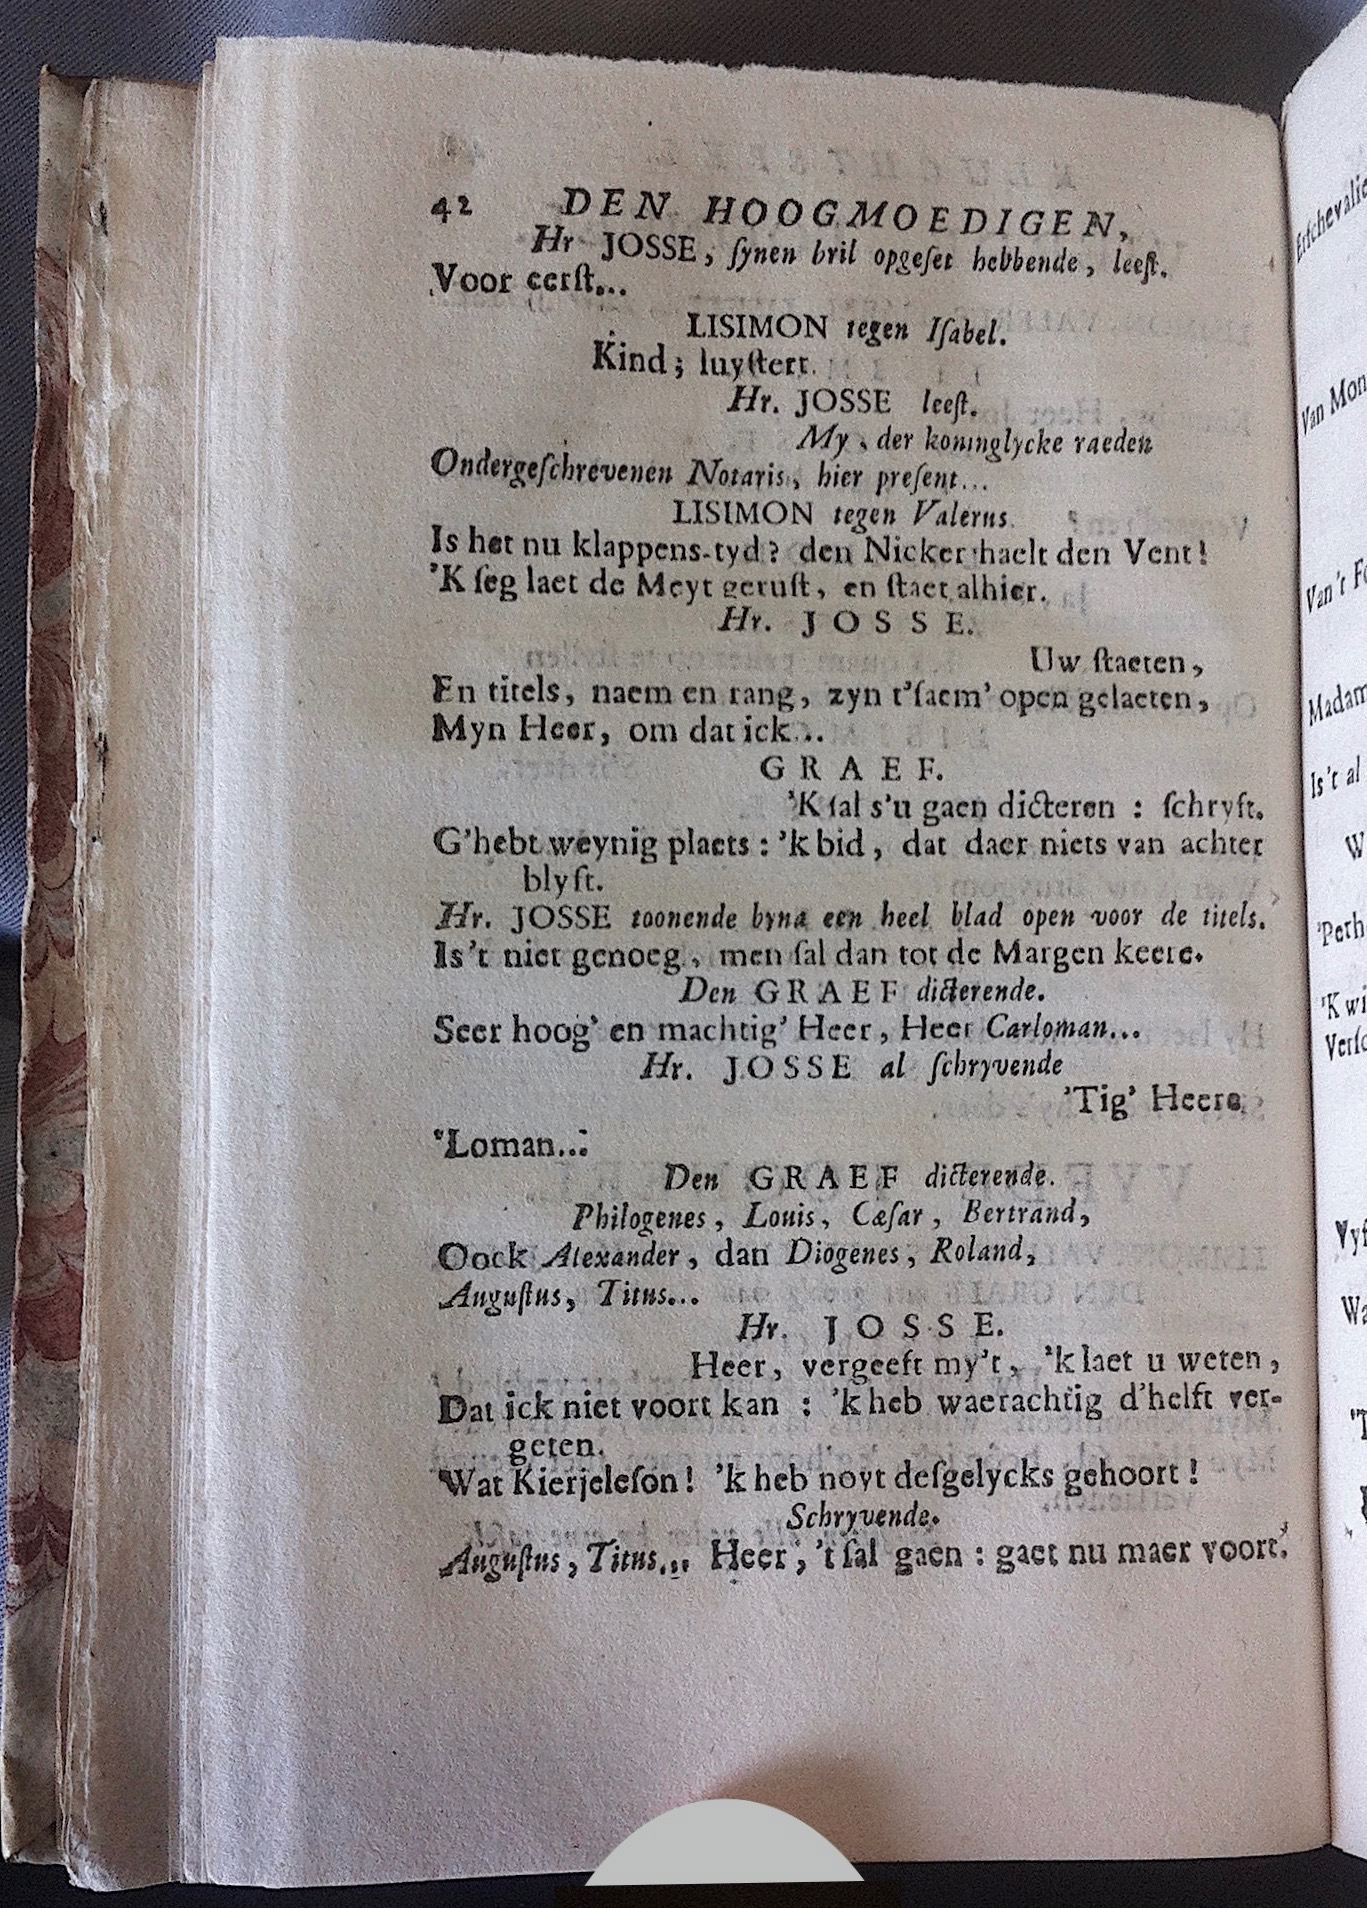 42 DEN HOOGMOEDIGEN,
Hr JOSSE, ſynen bril opgeſet hebbende, leeſt.
Voor eerſt...
LISIMON tegen Iſabel.
Kind; luyſtert.
Hr. JOSSE leeſt.
My, der koninglycke raeden
Ondergeſchrevenen Notaris, hier preſent...
LISIMON tegen Valerus.
Is het nu klappens-tyd? den Nicker haelt den Vent!
'K ſeg laet de Meyt geruſt, en ſtaet alhier.
Hr. JOSSE.
Uw ſtaeten,
En titels, naem en rang, zyn t'ſaem' open gelaeten,
Myn Heer, om dat ick...
GRAEF.
'K ſal s'u gaen dicteren : ſchryft.
G'hebt weynig plaets : 'k bid, dat daer niets van achter
blyft.
Hr. JOSSE toonende byna een heel blad open voor de titels.
Is't niet genoeg, men ſal dan tot de Margen keere.
Den GRAEF dicterende.
Seer hoog' en machtig' Heer, Heer Carloman...
Hr. JOSSE al ſchryvende
'Tig' Heere,
'Loman...
Den GRAEF dicterende.
Philogenes, Louis, Cæſar, Bertrand,
Oock Alexander, dan Diogenes, Roland,
Auguſtus, Titus...
Hr. JOSSE.
Heer, vergeeft my't, 'k laet u weten,
Dat ick niet voort kan : 'k heb waerachtig d'helft ver-
geten.
Wat Kierjeleſon! 'k heb noyt deſgelycks gehoort!
Schryvende.
Auguſtus, Titus... Heer, 't ſal gaen : gaet nu maer voort.
Van Mon
Madam
Is't al